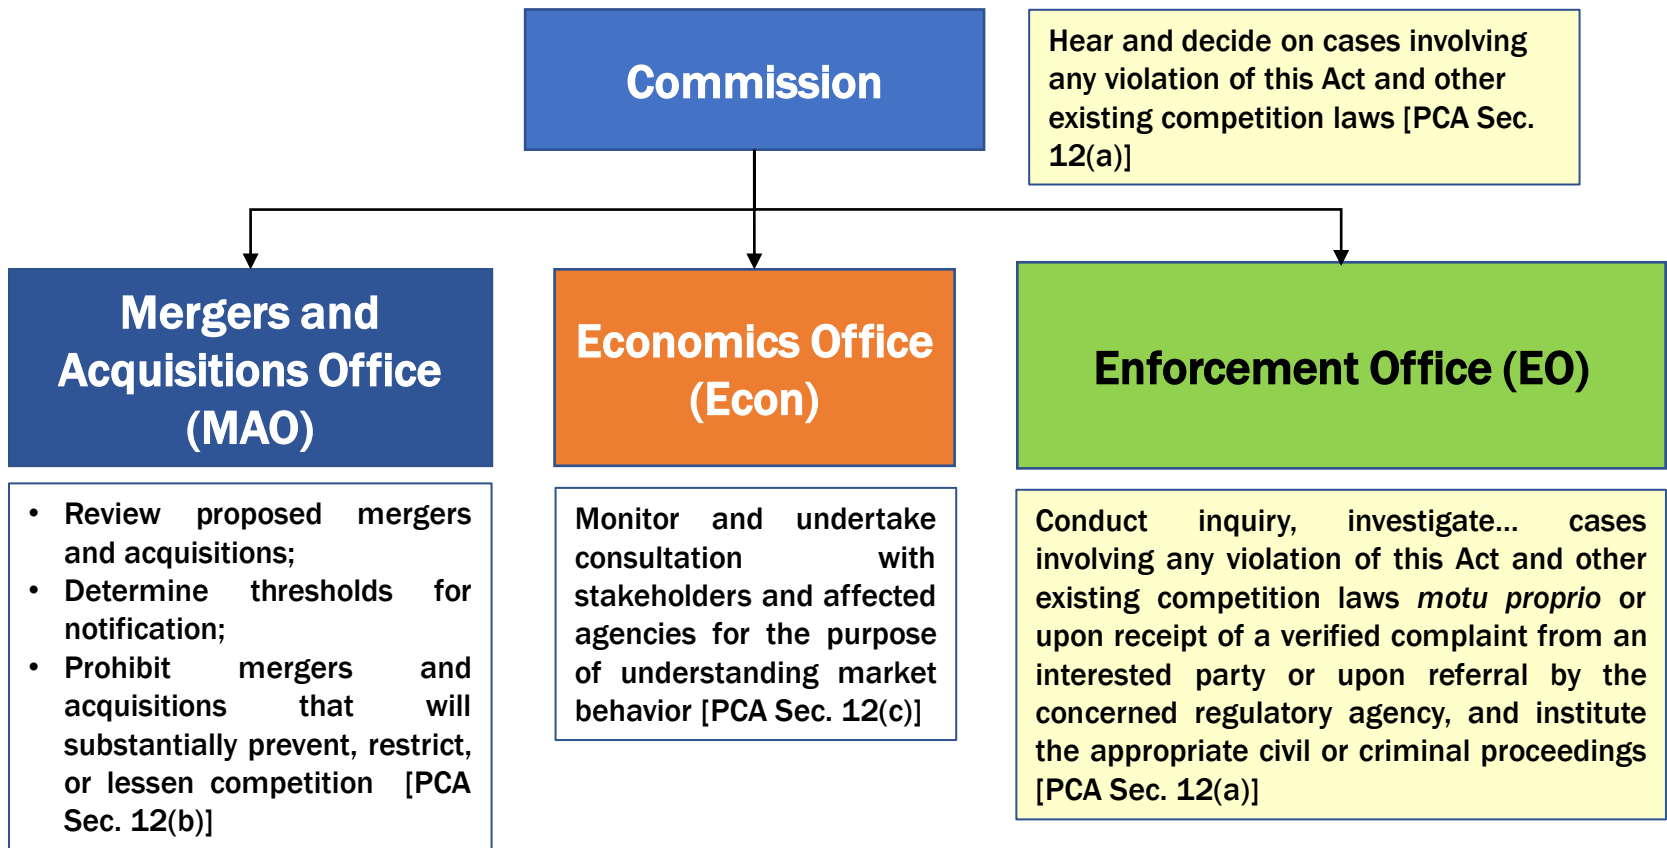 Commission
Hear and decide on cases involving
any violation of this Act and other
existing competition laws [PCA Sec.
12(a)]
Mergers and
Acquisitions Office
(MAO)
Economics Office
(Econ)
Enforcement Office (EO)
• Review proposed mergers
and acquisitions;
• Determine thresholds for
notification;
• Prohibit mergers and
acquisitions that will
substantially prevent, restrict,
or lessen competition [PCA
Sec. 12(b)]
Monitor and undertake
consultation with
stakeholders and affected
agencies for the purpose
of understanding market
behavior [PCA Sec. 12(c)]
Conduct inquiry, investigate... cases
involving any violation of this Act and other
existing competition laws motu proprio or
upon receipt of a verified complaint from an
interested party or upon referral by the
concerned regulatory agency, and institute
the appropriate civil or criminal proceedings
[PCA Sec. 12(a)]